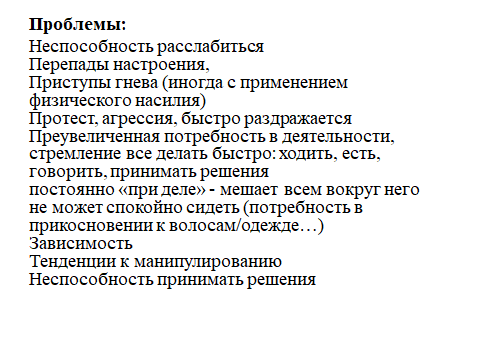 Проблемы:
Неспособность расслабиться
Перепады настроения,
Приступы гнева (иногда с применением
физического насилия)
Протест, агрессия, быстро раздражается
Преувеличенная потребность в деятельности,
стремление все делать быстро: ходить, есть,
говорить, принимать решения
постоянно «при деле» - мешает всем вокруг него
не может спокойно сидеть (потребность в
прикосновении к волосам/одежде…)
Зависимость
Тенденции к манипулированию
Неспособность принимать решения